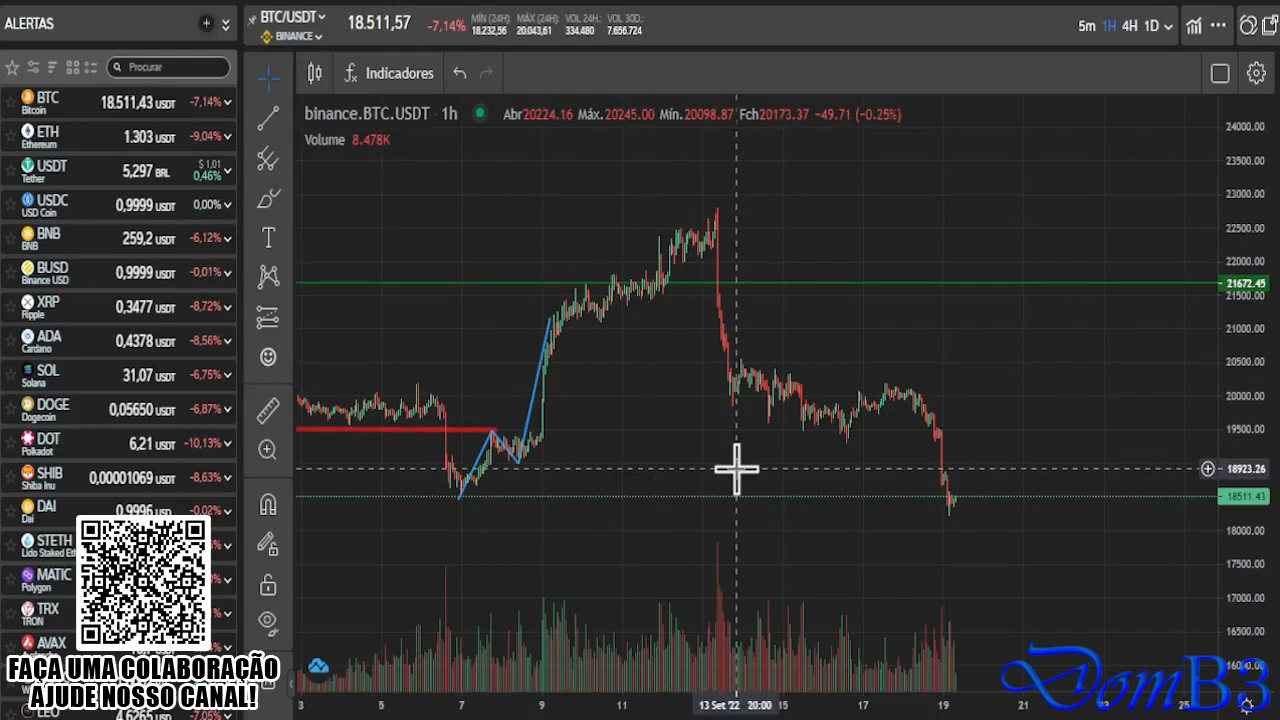 ALERTAS
BTC/USDT
BINANCE
18.511,57
-7,14%
MÍN (24H):
18.232,56
MÁX (24H):
20.043,61
VOL 24H:
334.480
VOL 30D:
7.656.724
5m 1H 4H 1D
Procurar
Indicadores
BTC 18.511,43 USDT -7,14%
Bitcoin
ETH 1.303 USDT -9,04%
Ethereum
USDT 5,297 BRL $ 1,01
Tether 0,46%
USDC 0,9999 USDT 0,00%
USD Coin
BNB 259,2 USDT -6,12%
BNB
BUSD 0,9999 USDT -0,01%
Binance USD
XRP 0,3477 USDT -8,72%
Ripple
ADA 0,4378 USDT -8,56%
Cardano
SOL 31,07 USDT -6,75%
Solana
DOGE 0,05650 USDT -6,87%
Dogecoin
DOT 6,21 USDT -10,13%
Polkadot
SHIB 0,00001069 USDT -8,63%
Shiba Inu
DAI 0,9996 USDT -0,02%
Dai
STETH
Lido Staked Eth
MATIC
Polygon
TRX
TRON
AVAX
LEO 4,6265 USDT -7,05%
FAÇA UMA COLABORAÇÃO
AJUDE NOSSO CANAL!
binance.BTC.USDT 1h Abr20224.16 Máx.20245.00 Mín.20098.87 Fch20173.37 -49.71 (-0.25%)
Volume 8.478K
24000.00
23500.00
23000.00
22500.00
22000.00
21672.45
21500.00
21000.00
20500.00
20000.00
19500.00
18923.26
18511.43
18000.00
17500.00
17000.00
16500.00
3 5 7 9 11 13 Set '22 20:00 15 17 19 21
DomB3